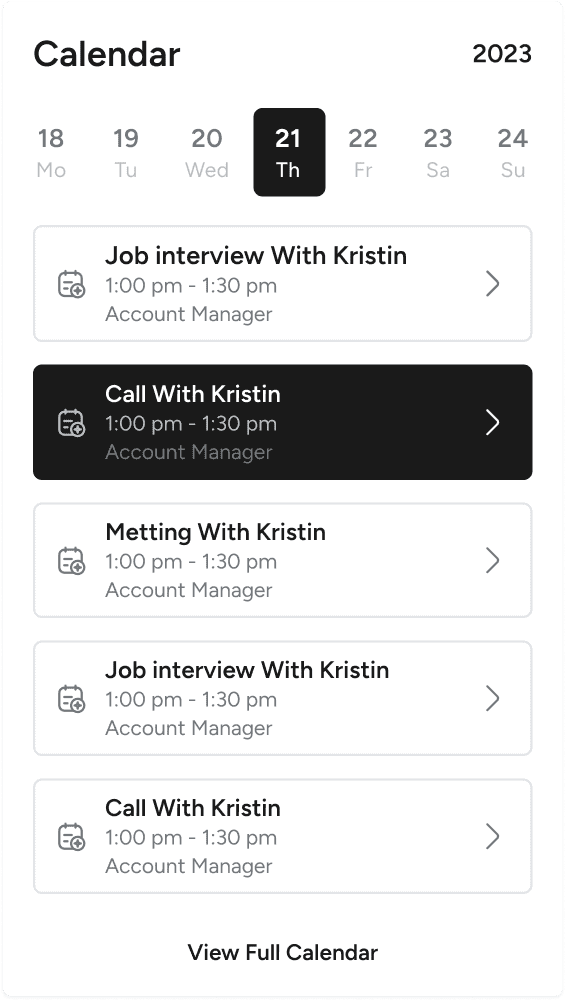 Calendar 2023
18 19 20 21 22 23 24
Mo Tu Wed Th Fr Sa Su
Job interview With Kristin
1:00 pm - 1:30 pm
Account Manager
Call With Kristin
1:00 pm - 1:30 pm
Account Manager
Metting With Kristin
1:00 pm - 1:30 pm
Account Manager
Job interview With Kristin
1:00 pm - 1:30 pm
Account Manager
Call With Kristin
1:00 pm - 1:30 pm
Account Manager
View Full Calendar